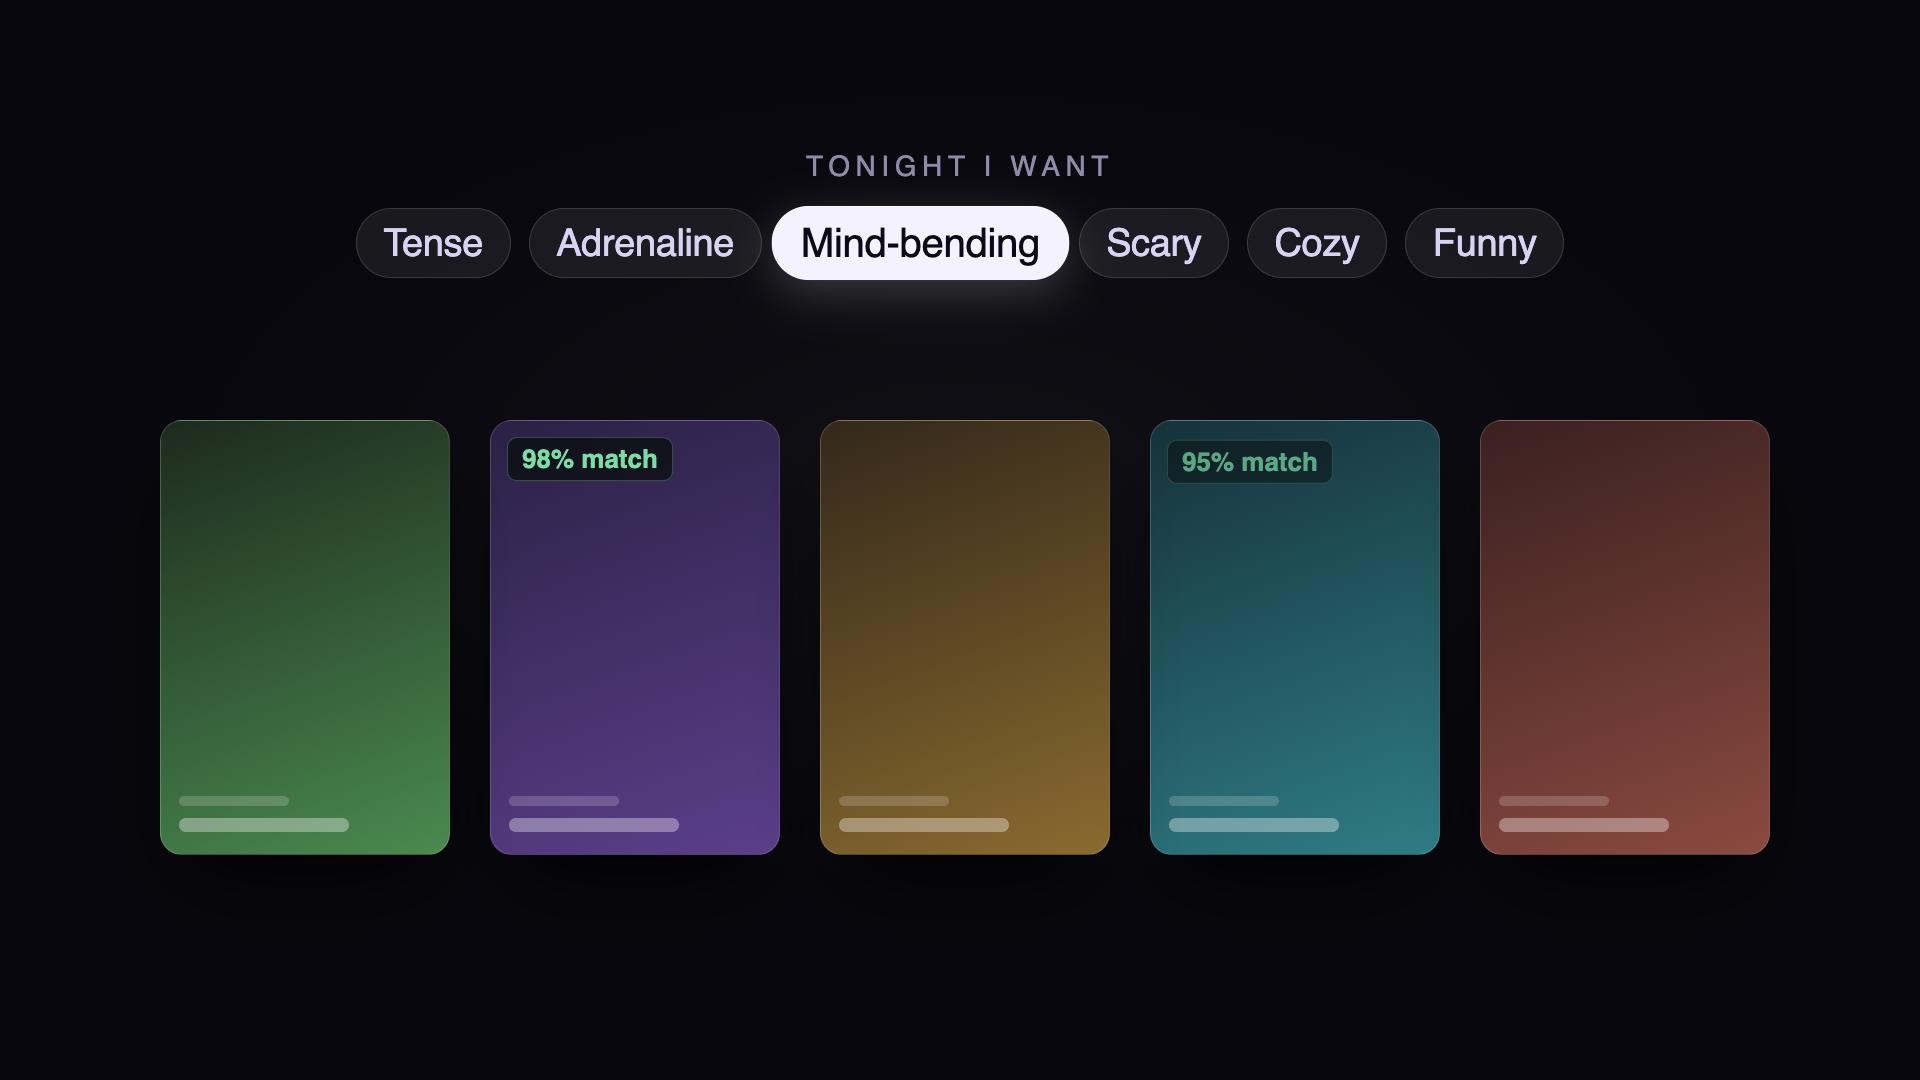 TONIGHT I WANT
Tense Adrenaline Mind-bending Scary Cozy Funny
98% match 95% match